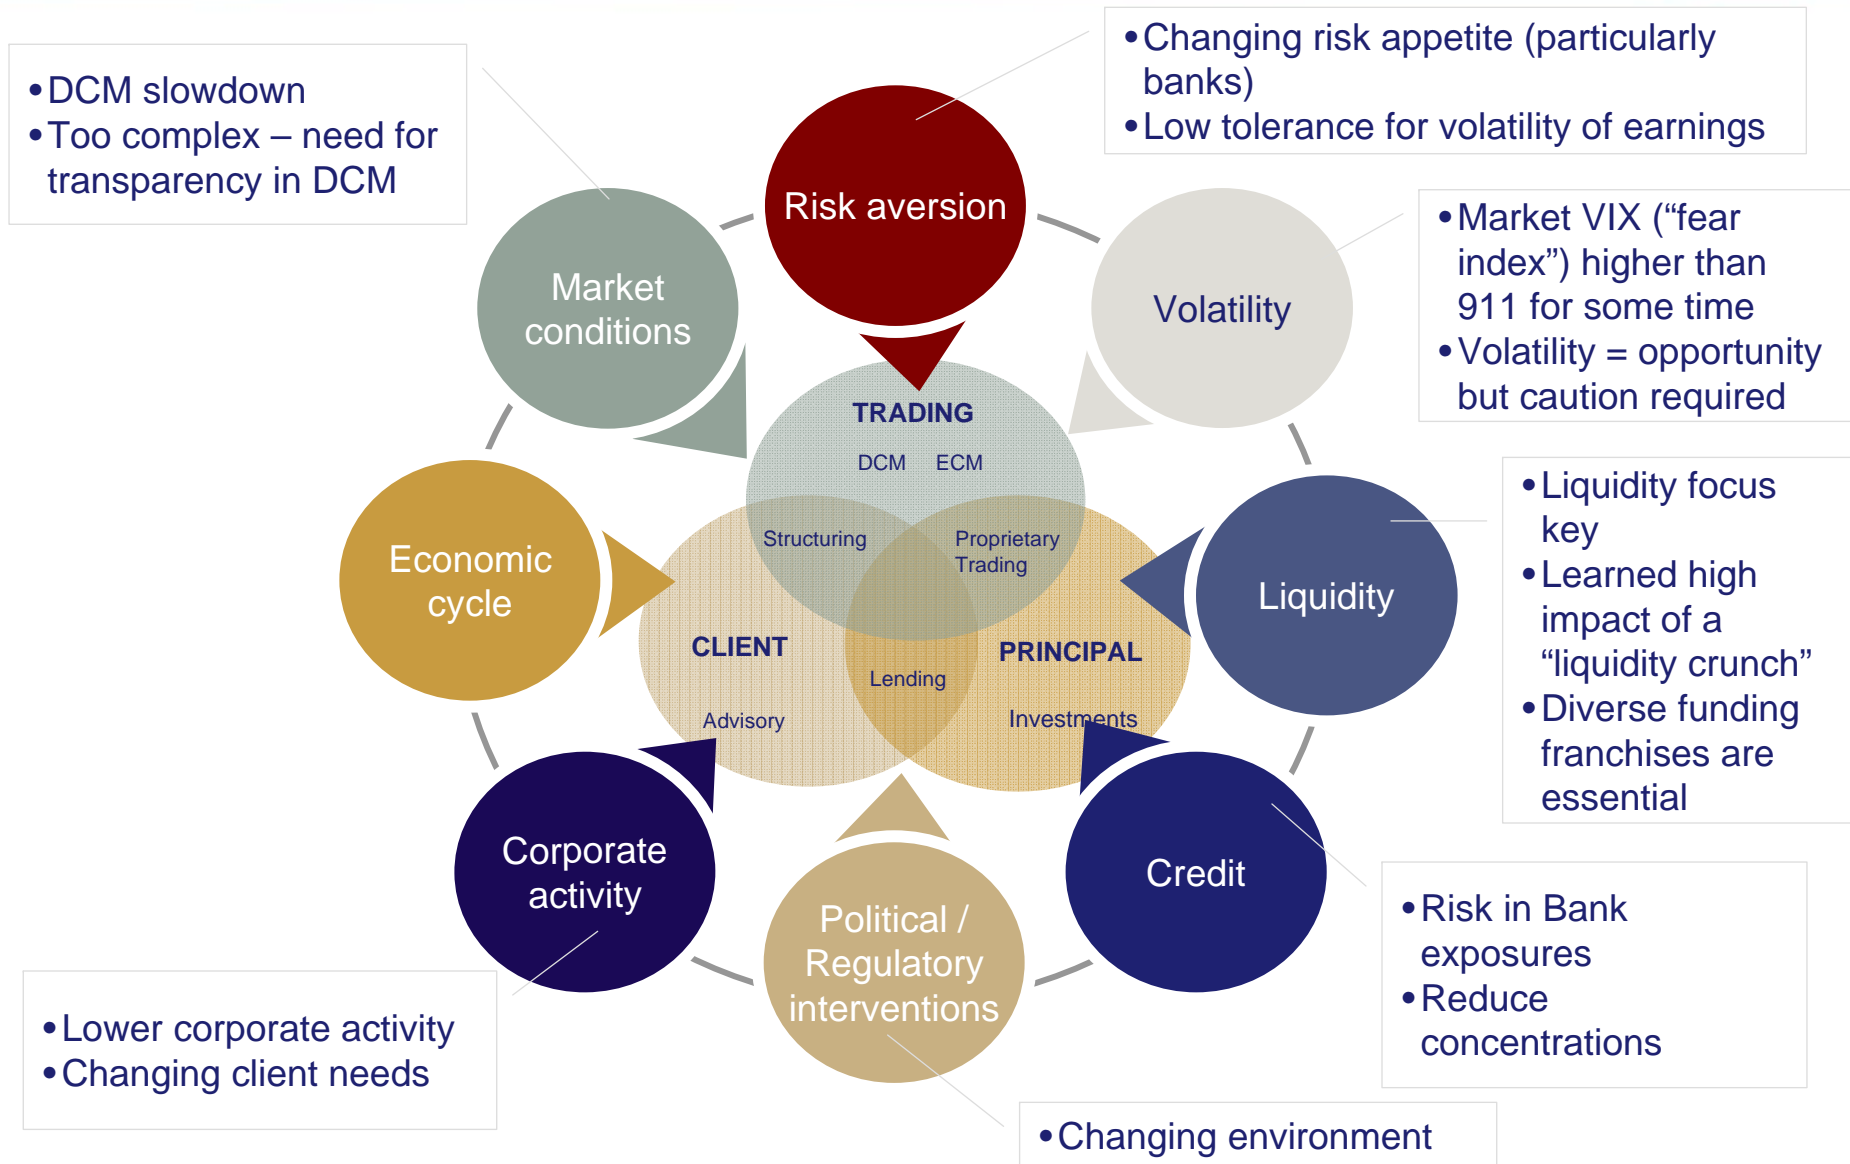 •Changing risk appetite (particularly
banks)
•Low tolerance for volatility of earnings
•DCM slowdown
•Too complex – need for
transparency in DCM
Risk aversion
Market
conditions
Volatility
•Market VIX (“fear
index”) higher than
911 for some time
•Volatility = opportunity
but caution required
TRADING
DCM ECM
Structuring
Proprietary
Trading
Economic
cycle
Liquidity
•Liquidity focus
key
•Learned high
impact of a
“liquidity crunch”
•Diverse funding
franchises are
essential
CLIENT
PRINCIPAL
Lending
Advisory
Investments
Corporate
activity
Credit
Political /
Regulatory
interventions
•Risk in Bank
exposures
•Reduce
concentrations
•Lower corporate activity
•Changing client needs
•Changing environment